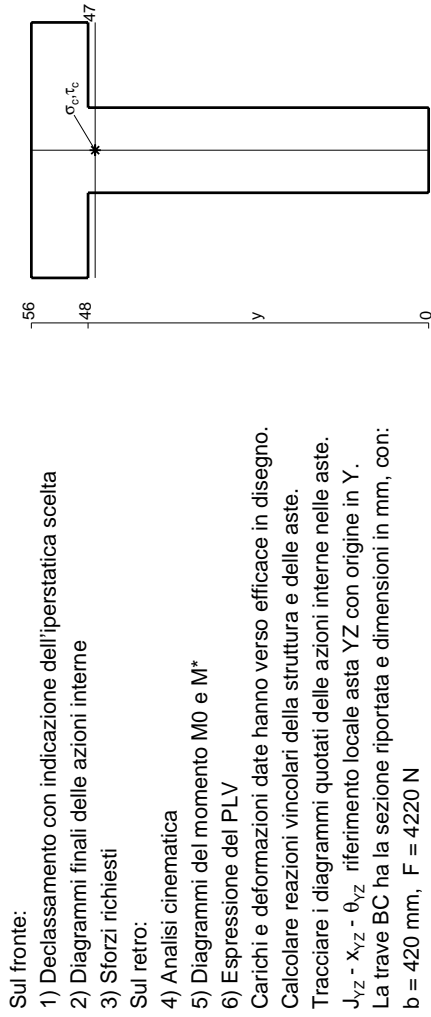 Sul fronte:
1) Declassamento con indicazione dell'iperstatica scelta
2) Diagrammi finali delle azioni interne
3) Sforzi richiesti
Sul retro:
4) Analisi cinematica
5) Diagrammi del momento M0 e M*
6) Espressione del PLV
Carichi e deformazioni date hanno verso efficace in disegno.
Calcolare reazioni vincolari della struttura e delle aste.
Tracciare i diagrammi quotati delle azioni interne nelle aste.
J_YZ - x_YZ - θ_YZ riferimento locale asta YZ con origine in Y.
La trave BC ha la sezione riportata e dimensioni in mm, con:
b = 420 mm, F = 4220 N
56
48
y
0
σc,τc
47